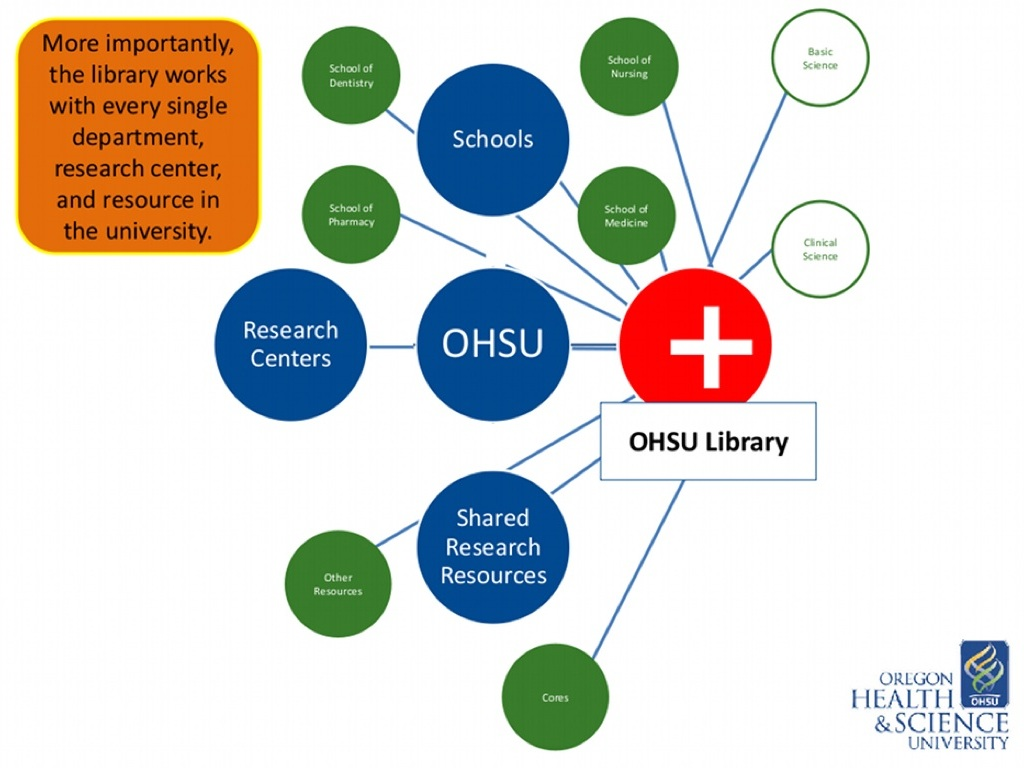 More importantly,
the library works
with every single
department,
research center,
and resource in
the university.
School of
Dentistry
Schools
School of
Nursing
Basic
Science
School of
Pharmacy
School of
Medicine
Clinical
Science
Research
Centers
OHSU
OHSU Library
Shared
Research
Resources
Other
Resources
Cores
OHSU
OREGON
HEALTH
&SCIENCE
UNIVERSITY